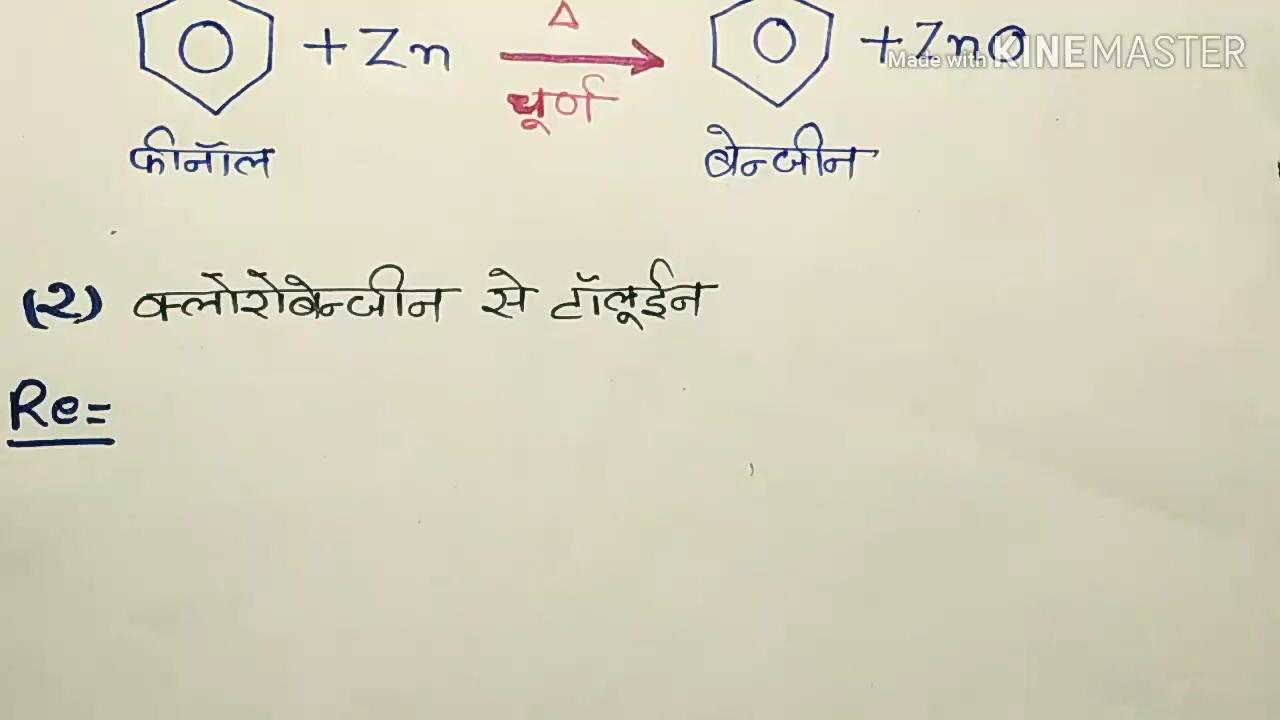 + Zn Δ + ZnO
Made with KINEMASTER
चूर्ण
फीनॉल बेन्जीन
(2) क्लोरोबेन्जीन से टॉलूईन
Re=